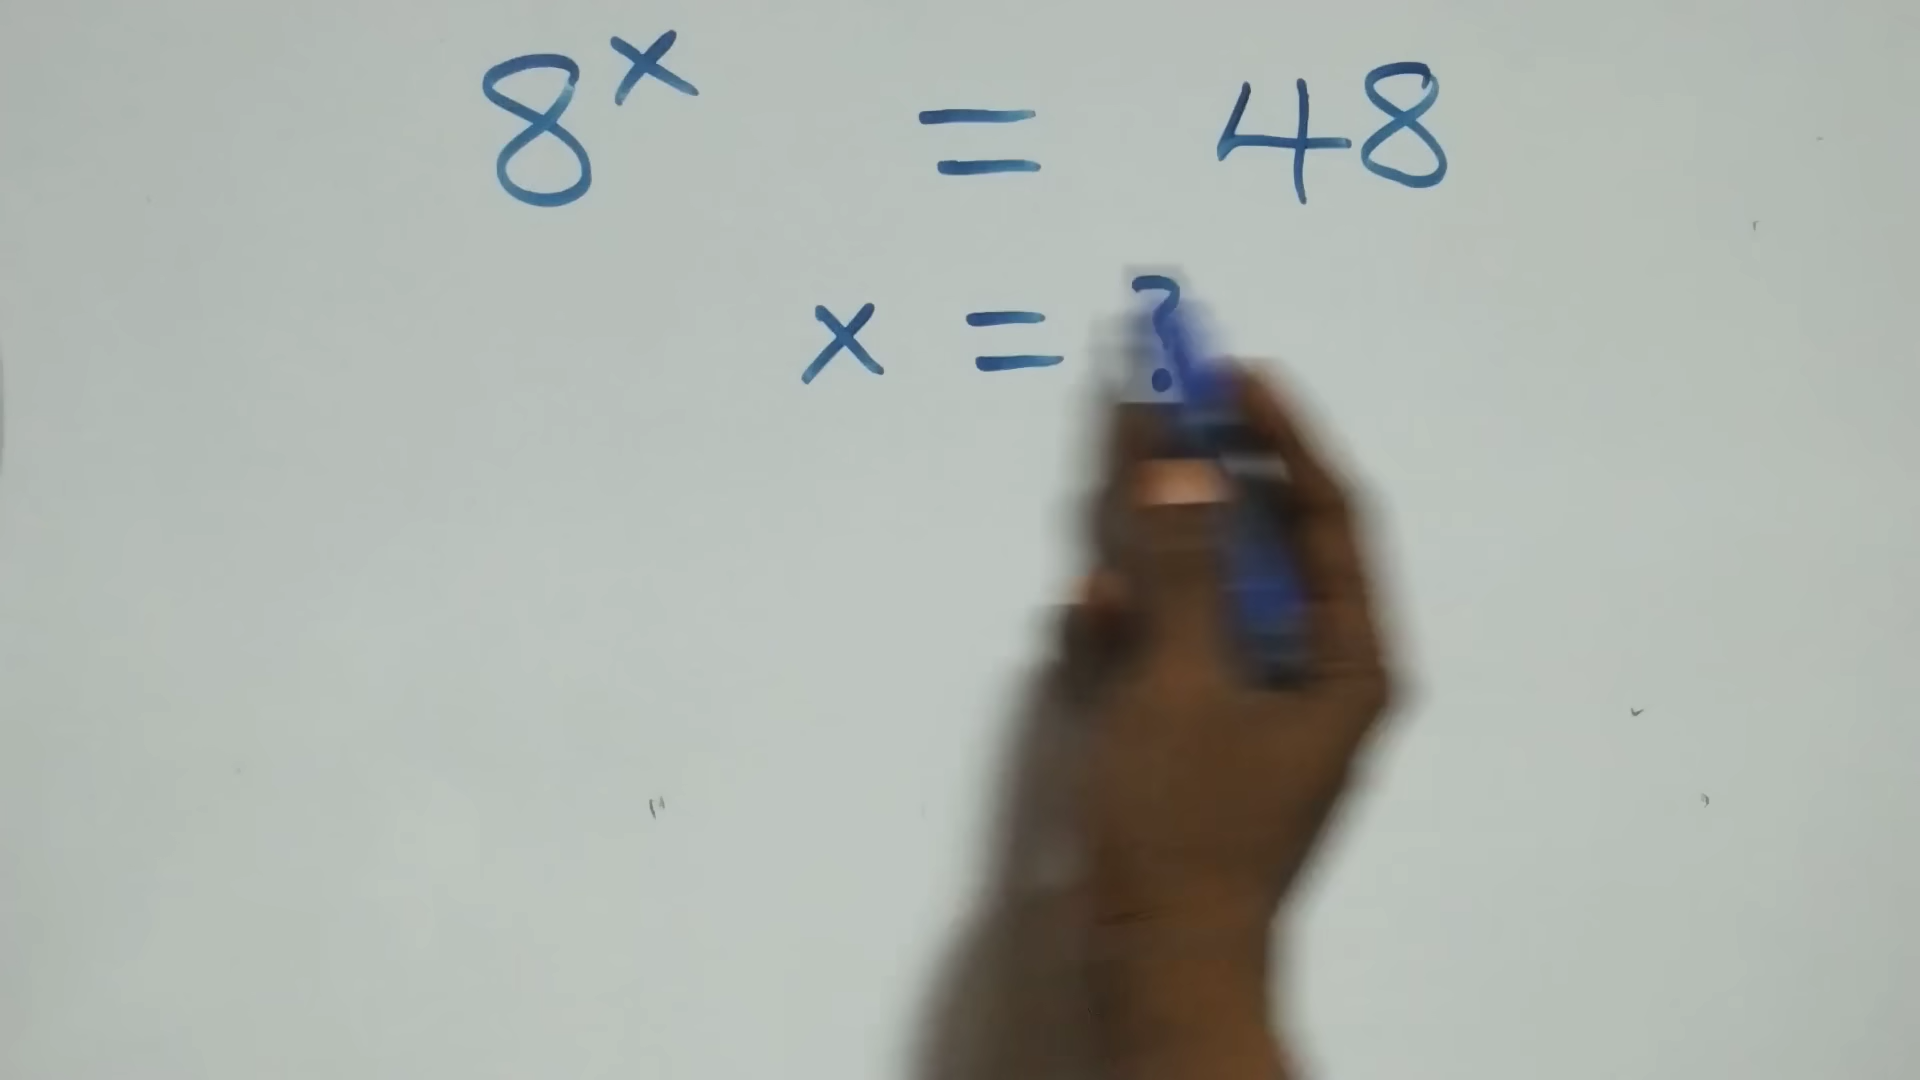 8^x = 48
x = ?